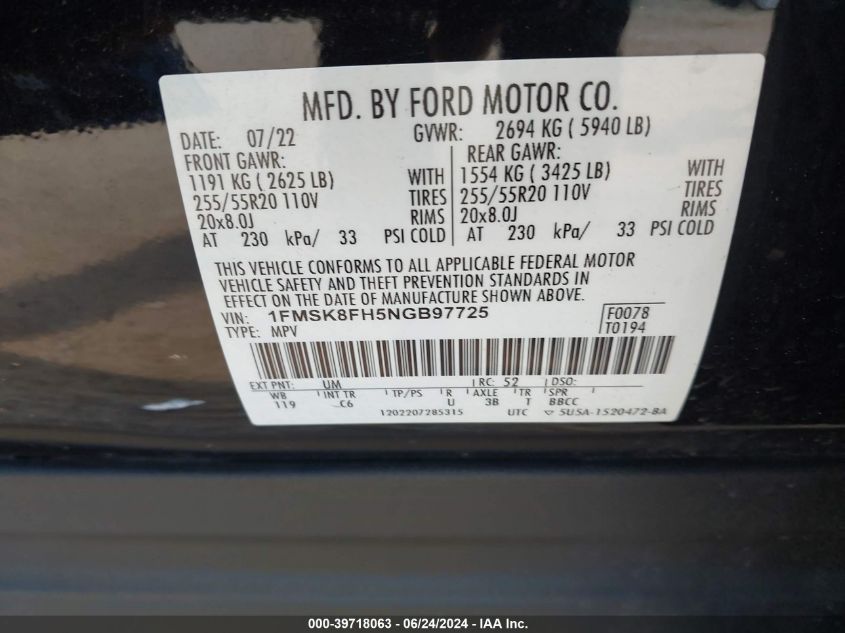 MFD. BY FORD MOTOR CO.
DATE: 07/22 GVWR: 2694 KG ( 5940 LB)
FRONT GAWR: REAR GAWR:
1191 KG ( 2625 LB) WITH 1554 KG ( 3425 LB) WITH
255/55R20 110V TIRES 255/55R20 110V TIRES
20x8.0J RIMS 20x8.0J RIMS
AT 230 kPa/ 33 PSI COLD AT 230 kPa/ 33 PSI COLD
THIS VEHICLE CONFORMS TO ALL APPLICABLE FEDERAL MOTOR
VEHICLE SAFETY AND THEFT PREVENTION STANDARDS IN
EFFECT ON THE DATE OF MANUFACTURE SHOWN ABOVE.
VIN: 1FMSK8FH5NGB97725 F0078
TYPE: MPV T0194
EXT PNT: UM RC: 52 DSO:
WB INT TR TP/PS R AXLE TR SPR
119 C6 U 3B T BBCC
1202207285315 UTC ▽ 5U5A-1520472-BA
000-39718063 - 06/24/2024 - IAA Inc.